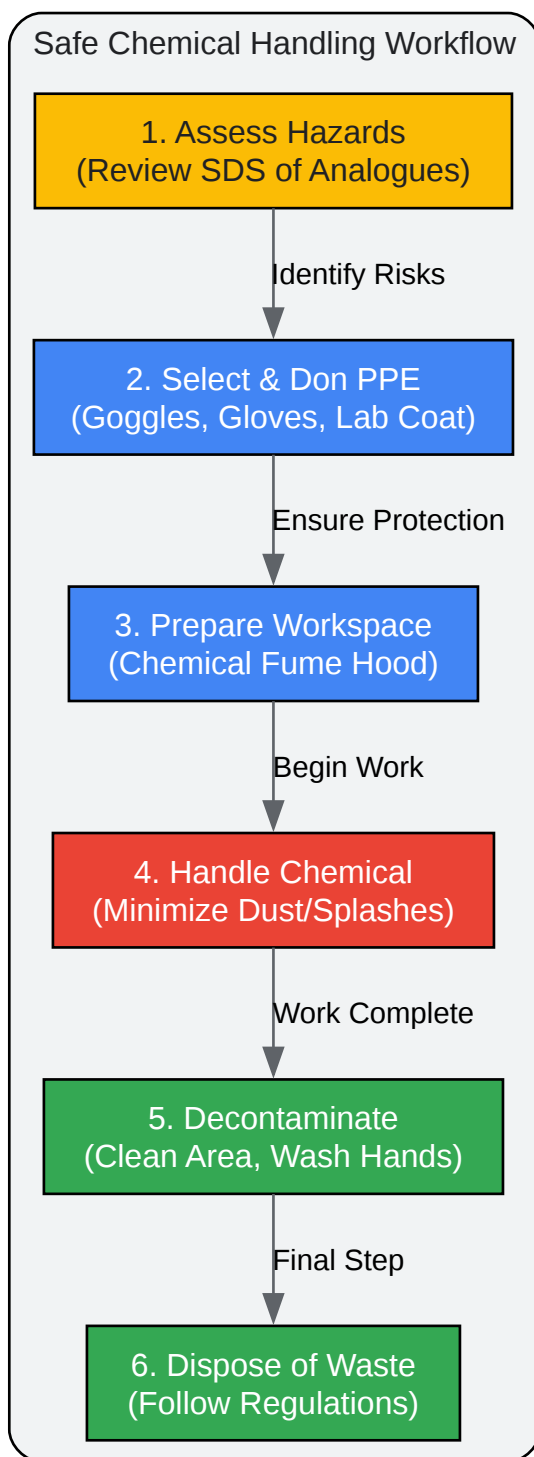 Safe Chemical Handling Workflow
1. Assess Hazards
(Review SDS of Analogues)
Identify Risks
2. Select & Don PPE
(Goggles, Gloves, Lab Coat)
Ensure Protection
3. Prepare Workspace
(Chemical Fume Hood)
Begin Work
4. Handle Chemical
(Minimize Dust/Splashes)
Work Complete
5. Decontaminate
(Clean Area, Wash Hands)
Final Step
6. Dispose of Waste
(Follow Regulations)